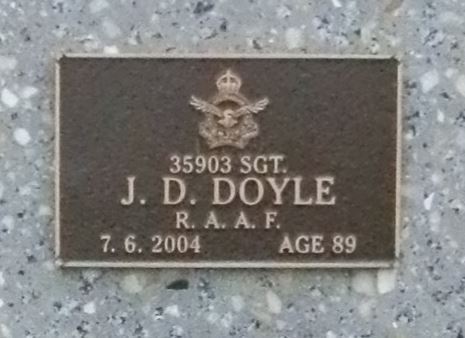 35903 SGT.
J. D. DOYLE
R. A. A. F.
7. 6. 2004 AGE 89